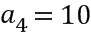 a₄ = 10